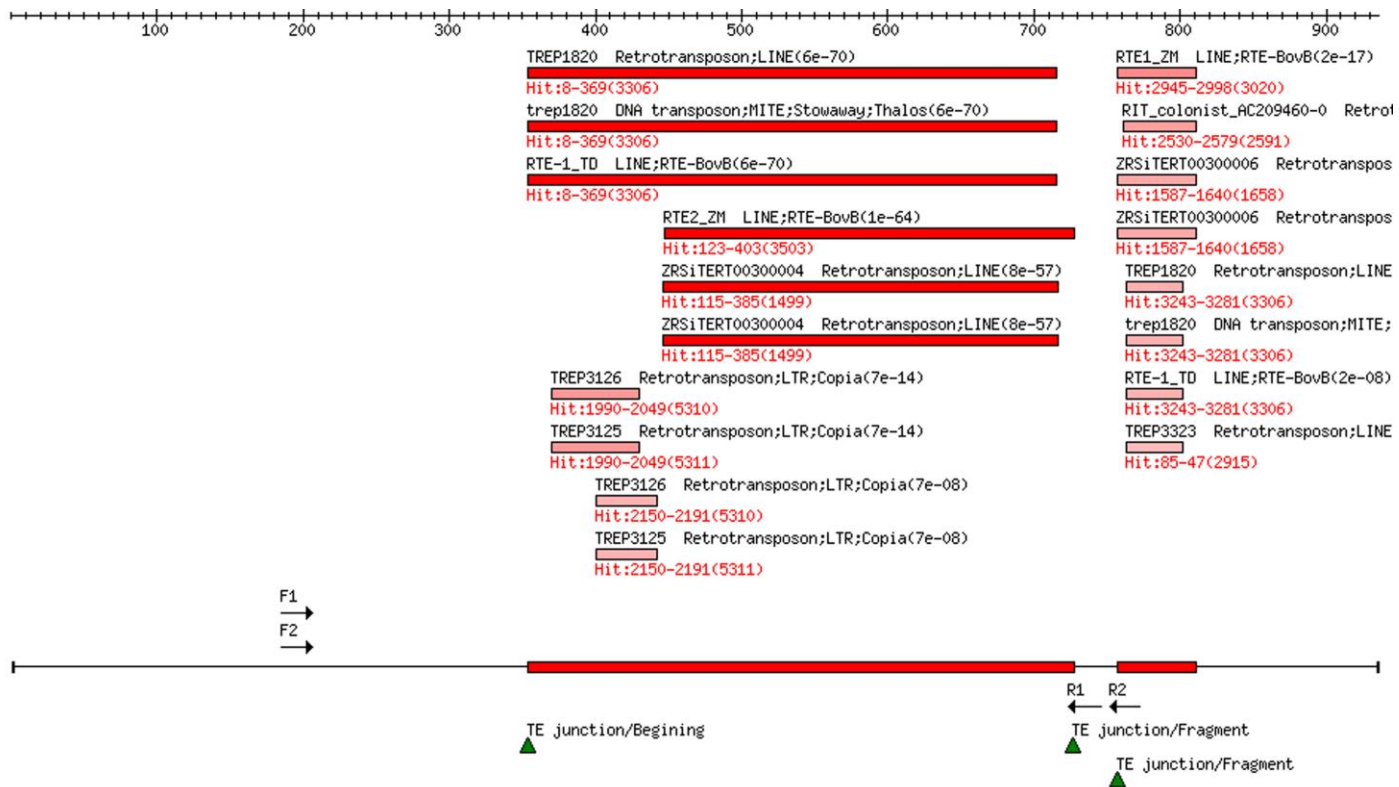 100 200 300 400 500 600 700 800 900
TREP1820 Retrotransposon;LINE(6e-70) RTE1_ZM LINE;RTE-BovB(2e-17)
Hit:8-369(3306) Hit:2945-2998(3020)
trep1820 DNA transposon;MITE;Stowaway;Thalos(6e-70) RIT_colonist_AC209460-0 Retrot
Hit:8-369(3306) Hit:2530-2579(2591)
RTE-1_TD LINE;RTE-BovB(6e-70) ZRSiTERT00300006 Retrotranspos
Hit:8-369(3306) Hit:1587-1640(1658)
RTE2_ZM LINE;RTE-BovB(1e-64) ZRSiTERT00300006 Retrotranspos
Hit:123-403(3503) Hit:1587-1640(1658)
ZRSiTERT00300004 Retrotransposon;LINE(8e-57) TREP1820 Retrotransposon;LINE
Hit:115-385(1499) Hit:3243-3281(3306)
ZRSiTERT00300004 Retrotransposon;LINE(8e-57) trep1820 DNA transposon;MITE;
Hit:115-385(1499) Hit:3243-3281(3306)
TREP3126 Retrotransposon;LTR;Copia(7e-14) RTE-1_TD LINE;RTE-BovB(2e-08)
Hit:1990-2049(5310) Hit:3243-3281(3306)
TREP3125 Retrotransposon;LTR;Copia(7e-14) TREP3323 Retrotransposon;LINE
Hit:1990-2049(5311) Hit:85-47(2915)
TREP3126 Retrotransposon;LTR;Copia(7e-08)
Hit:2150-2191(5310)
TREP3125 Retrotransposon;LTR;Copia(7e-08)
Hit:2150-2191(5311)
F1
F2
R1 R2
TE junction/Begining TE junction/Fragment
TE junction/Fragment